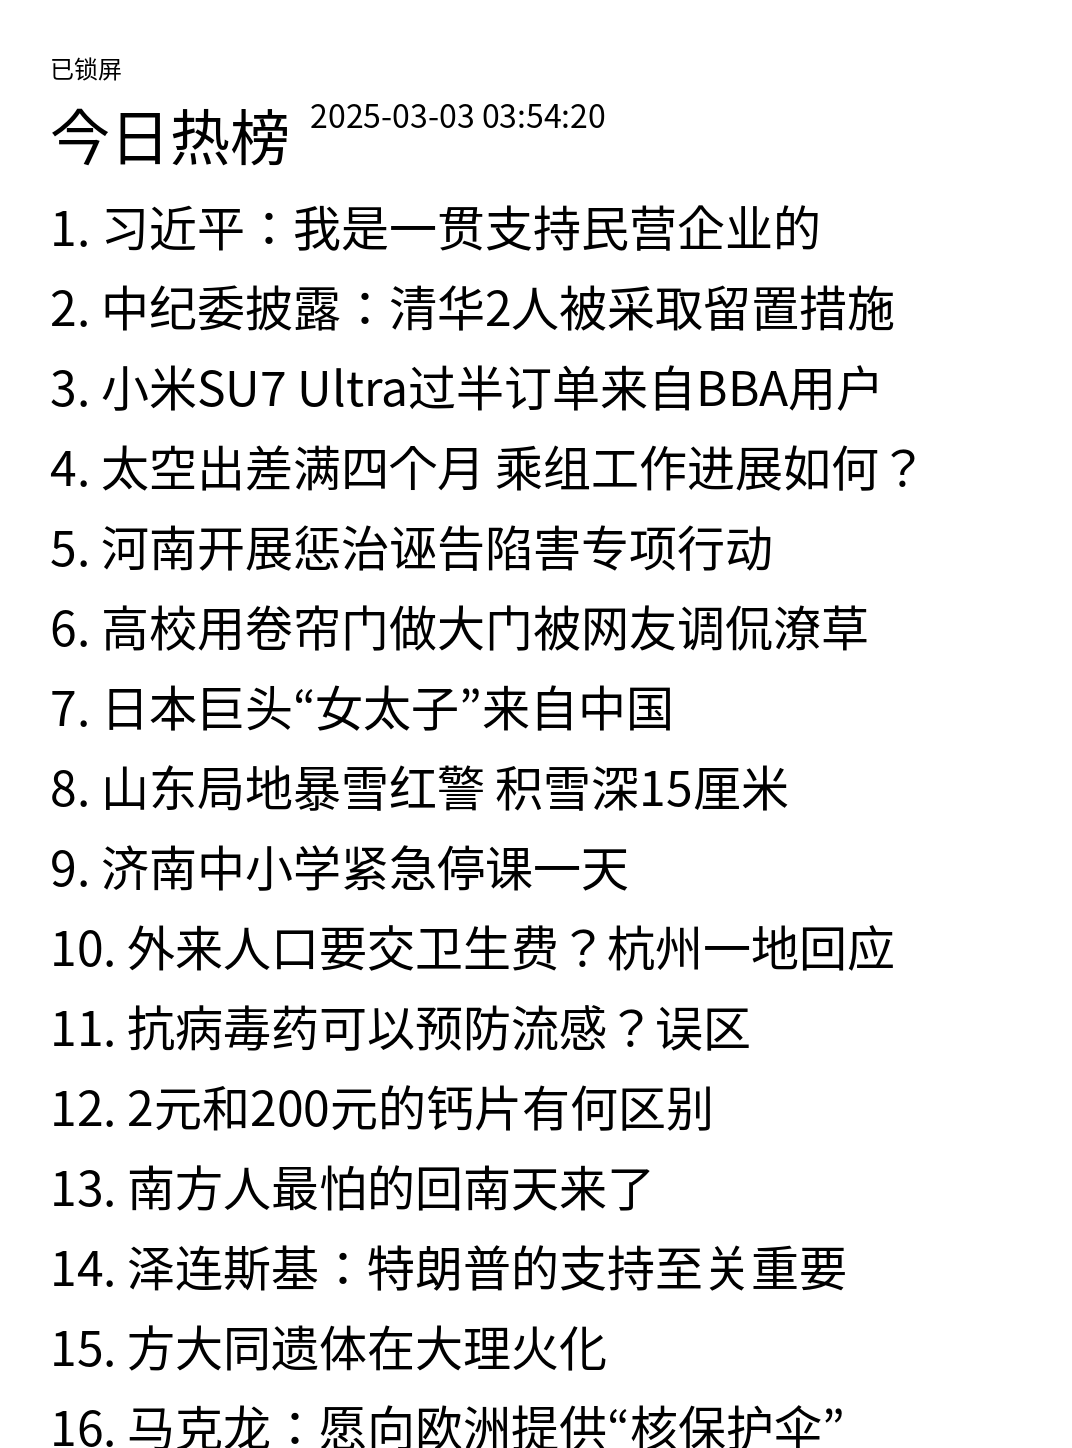 已锁屏
今日热榜 2025-03-03 03:54:20
1. 习近平：我是一贯支持民营企业的
2. 中纪委披露：清华2人被采取留置措施
3. 小米SU7 Ultra过半订单来自BBA用户
4. 太空出差满四个月 乘组工作进展如何？
5. 河南开展惩治诬告陷害专项行动
6. 高校用卷帘门做大门被网友调侃潦草
7. 日本巨头“女太子”来自中国
8. 山东局地暴雪红警 积雪深15厘米
9. 济南中小学紧急停课一天
10. 外来人口要交卫生费？杭州一地回应
11. 抗病毒药可以预防流感？误区
12. 2元和200元的钙片有何区别
13. 南方人最怕的回南天来了
14. 泽连斯基：特朗普的支持至关重要
15. 方大同遗体在大理火化
16. 马克龙：愿向欧洲提供“核保护伞”